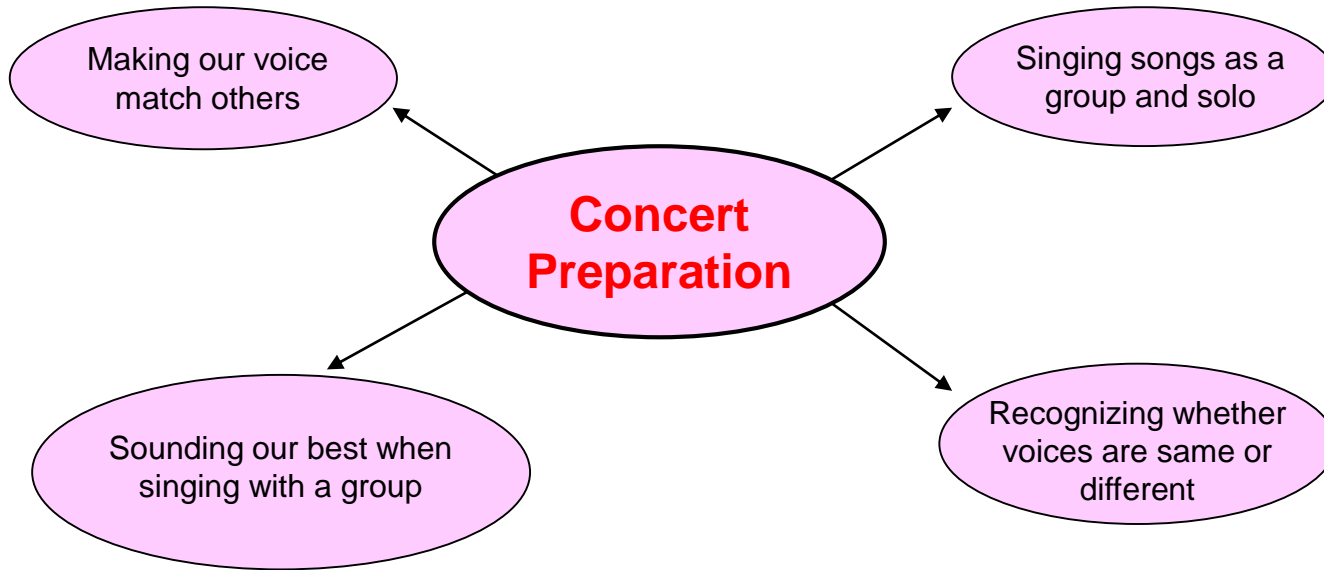 Making our voice
match others
Singing songs as a
group and solo
Concert
Preparation
Sounding our best when
singing with a group
Recognizing whether
voices are same or
different